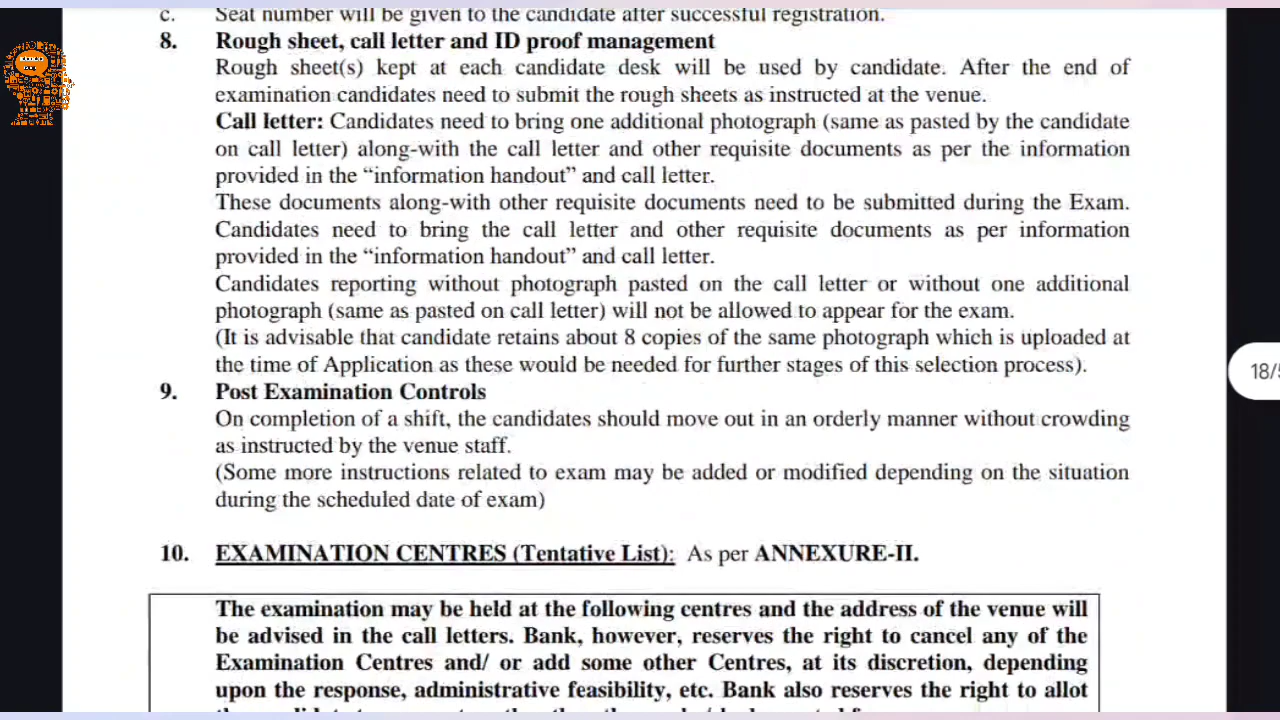 c. Seat number will be given to the candidate after successful registration.
8. Rough sheet, call letter and ID proof management
Rough sheet(s) kept at each candidate desk will be used by candidate. After the end of
examination candidates need to submit the rough sheets as instructed at the venue.
Call letter: Candidates need to bring one additional photograph (same as pasted by the candidate
on call letter) along-with the call letter and other requisite documents as per the information
provided in the “information handout” and call letter.
These documents along-with other requisite documents need to be submitted during the Exam.
Candidates need to bring the call letter and other requisite documents as per information
provided in the “information handout” and call letter.
Candidates reporting without photograph pasted on the call letter or without one additional
photograph (same as pasted on call letter) will not be allowed to appear for the exam.
(It is advisable that candidate retains about 8 copies of the same photograph which is uploaded at
the time of Application as these would be needed for further stages of this selection process).
9. Post Examination Controls
On completion of a shift, the candidates should move out in an orderly manner without crowding
as instructed by the venue staff.
(Some more instructions related to exam may be added or modified depending on the situation
during the scheduled date of exam)
10. EXAMINATION CENTRES (Tentative List): As per ANNEXURE-II.
The examination may be held at the following centres and the address of the venue will
be advised in the call letters. Bank, however, reserves the right to cancel any of the
Examination Centres and/ or add some other Centres, at its discretion, depending
upon the response, administrative feasibility, etc. Bank also reserves the right to allot
18/5